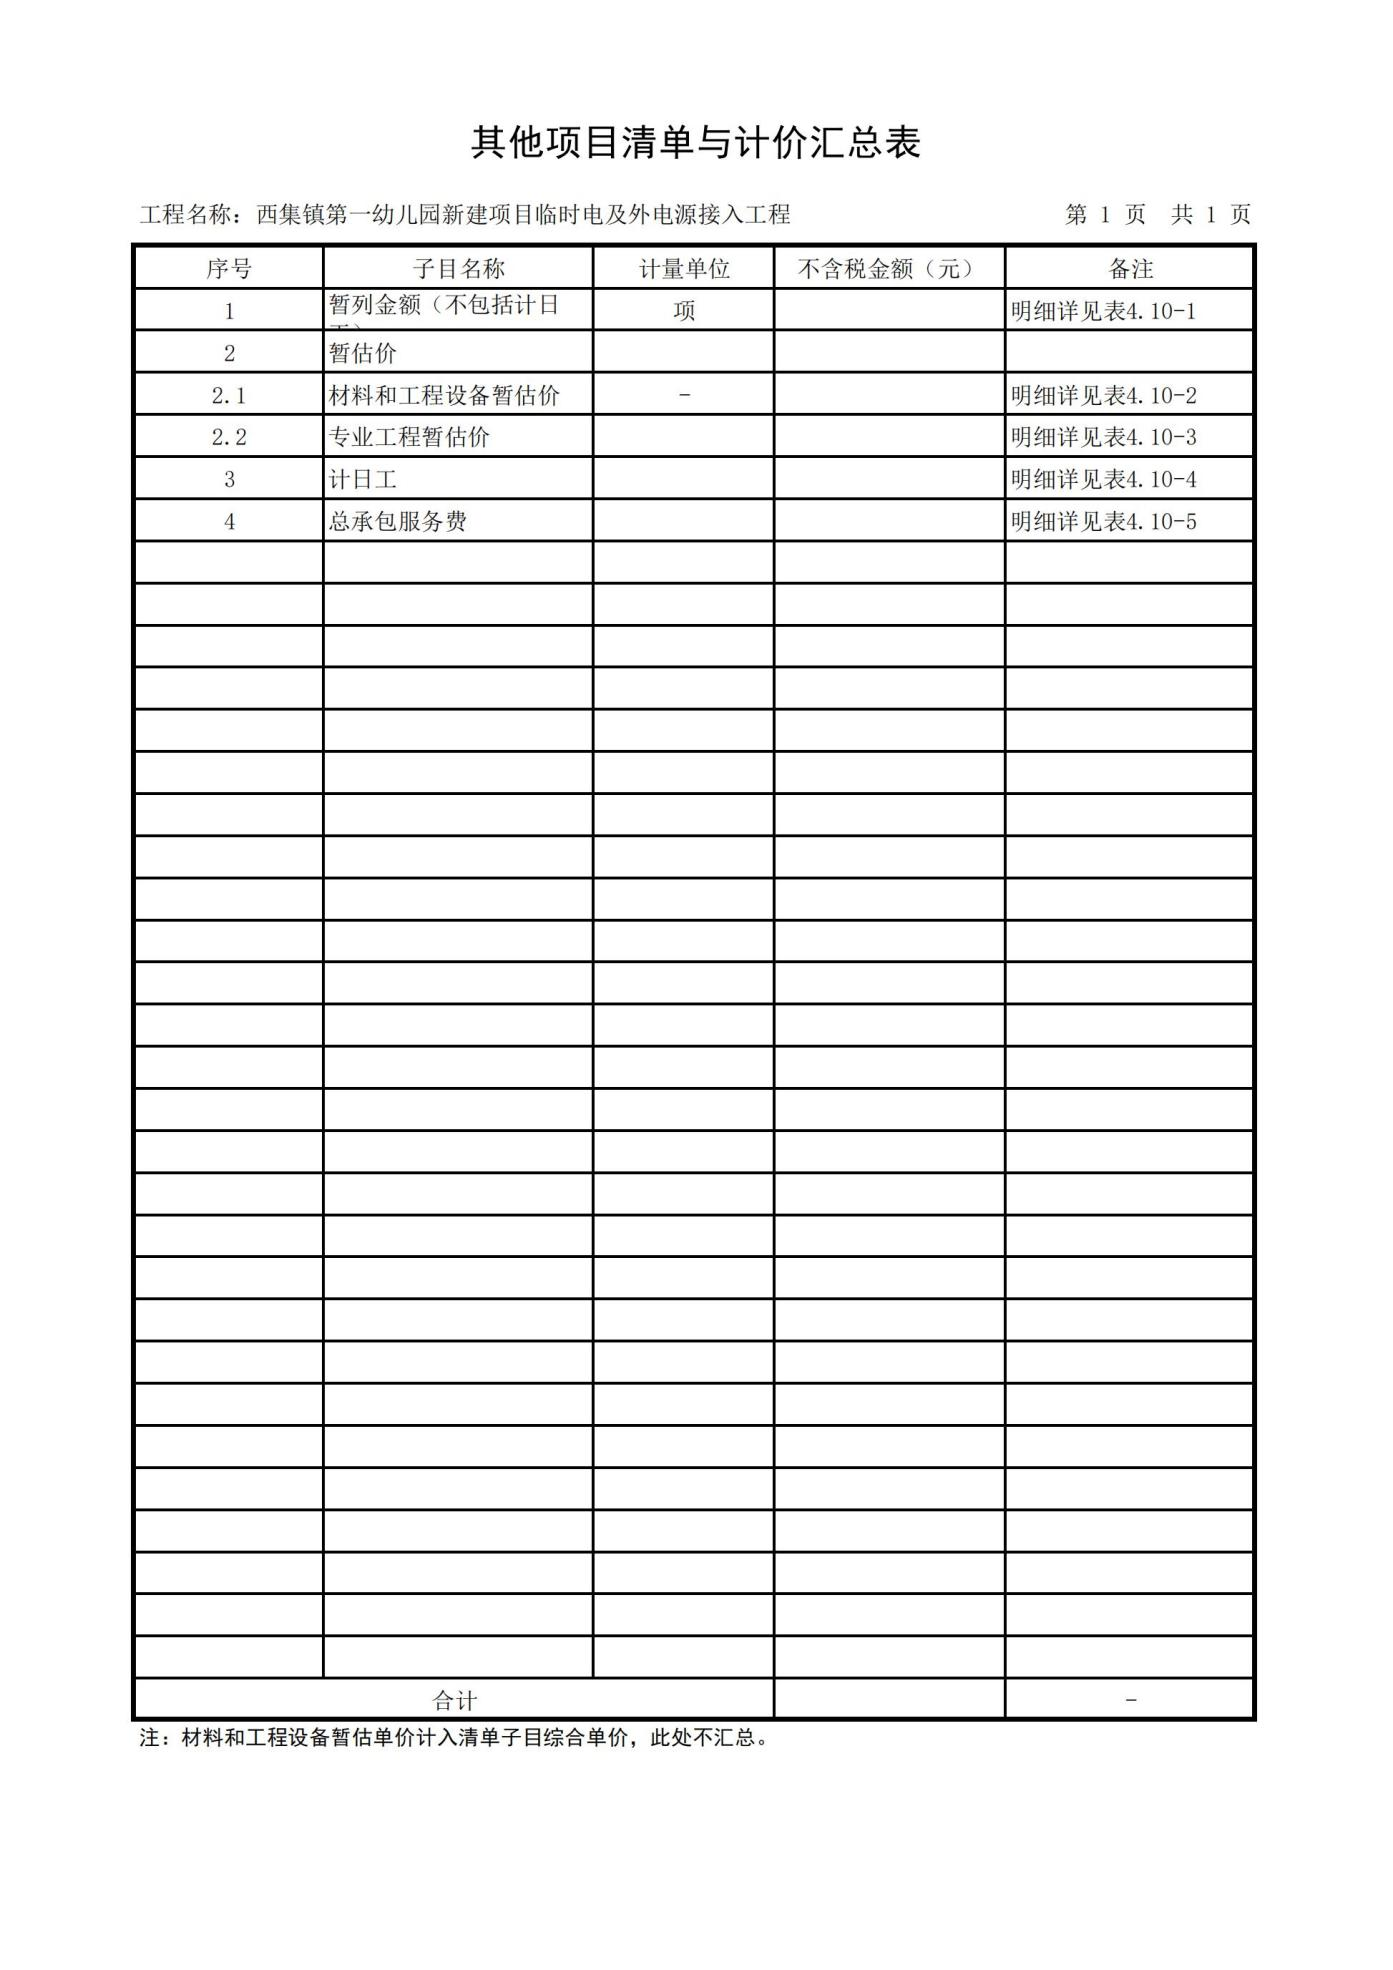 其他项目清单与计价汇总表
工程名称：西集镇第一幼儿园新建项目临时电及外电源接入工程 第 1 页 共 1 页
序号 子目名称 计量单位 不含税金额（元） 备注
1 暂列金额（不包括计日 项 明细详见表4.10-1
2 暂估价
2.1 材料和工程设备暂估价 - 明细详见表4.10-2
2.2 专业工程暂估价 明细详见表4.10-3
3 计日工 明细详见表4.10-4
4 总承包服务费 明细详见表4.10-5
合计 -
注：材料和工程设备暂估单价计入清单子目综合单价，此处不汇总。